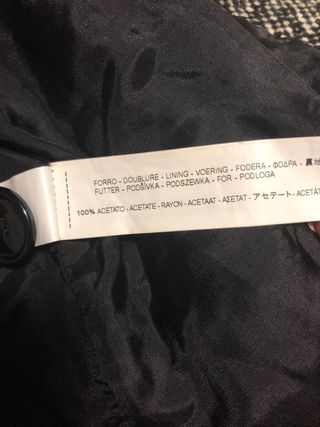 FORRO - DOUBLURE - LINING - VOERING - FODERA - ΦΟΔΡΑ - 裏地
FUTTER - PODŠÍVKA - PODSZEWKA - FOR - PODLOGA
100% ACETATO - ACETATE - RAYON - ACETAAT - ΑΣΕΤΑΤ - アセテート - ACETÁT